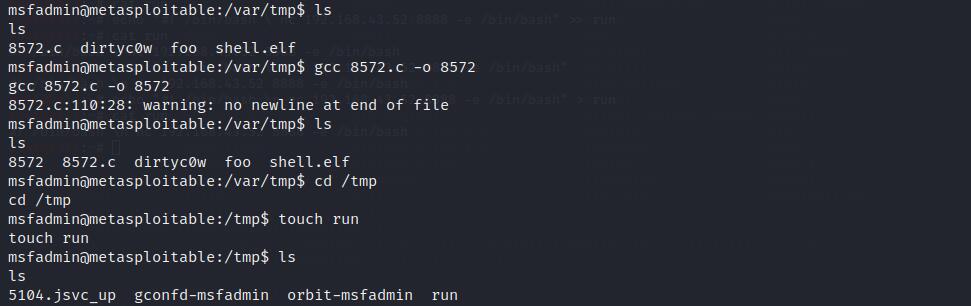 msfadmin@metasploitable:/var/tmp$ ls
ls
8572.c  dirtyc0w  foo  shell.elf
msfadmin@metasploitable:/var/tmp$ gcc 8572.c -o 8572
gcc 8572.c -o 8572
8572.c:110:28: warning: no newline at end of file
msfadmin@metasploitable:/var/tmp$ ls
ls
8572  8572.c  dirtyc0w  foo  shell.elf
msfadmin@metasploitable:/var/tmp$ cd /tmp
cd /tmp
msfadmin@metasploitable:/tmp$ touch run
touch run
msfadmin@metasploitable:/tmp$ ls
ls
5104.jsvc_up  gconfd-msfadmin  orbit-msfadmin  run